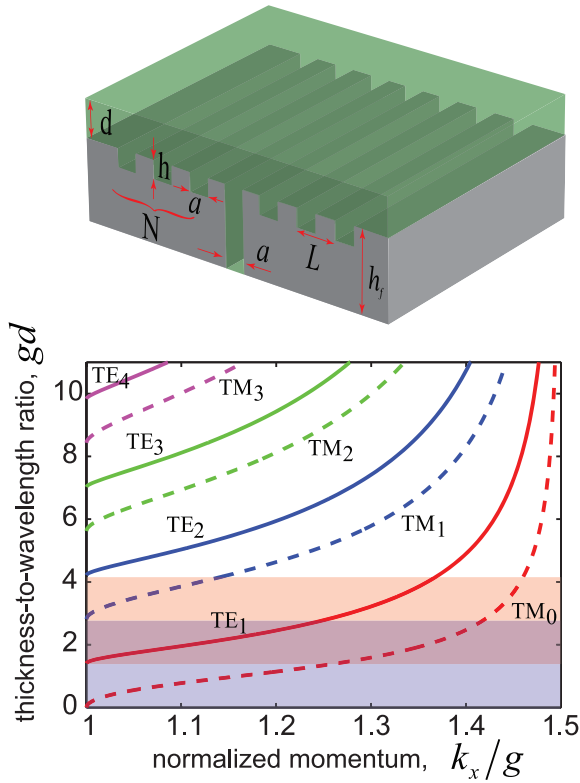 d
h
a
N
a
L
h_f
thickness-to-wavelength ratio, gd
10
8
6
4
2
0
TE4
TM3
TE3
TM2
TE2
TM1
TE1
TM0
1
1.1
1.2
1.3
1.4
1.5
normalized momentum, k_x/g